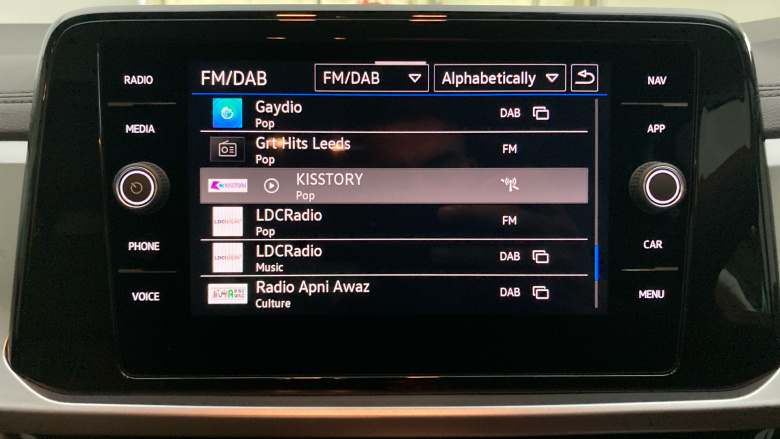 RADIO
MEDIA
PHONE
VOICE
FM/DAB
FM/DAB
Alphabetically
Gaydio
Pop
DAB
Grt Hits Leeds
Pop
FM
KISSTORY
KISSTORY
Pop
LDCRadio
Pop
FM
LDCRadio
Music
DAB
Radio Apni Awaz
Culture
DAB
NAV
APP
CAR
MENU